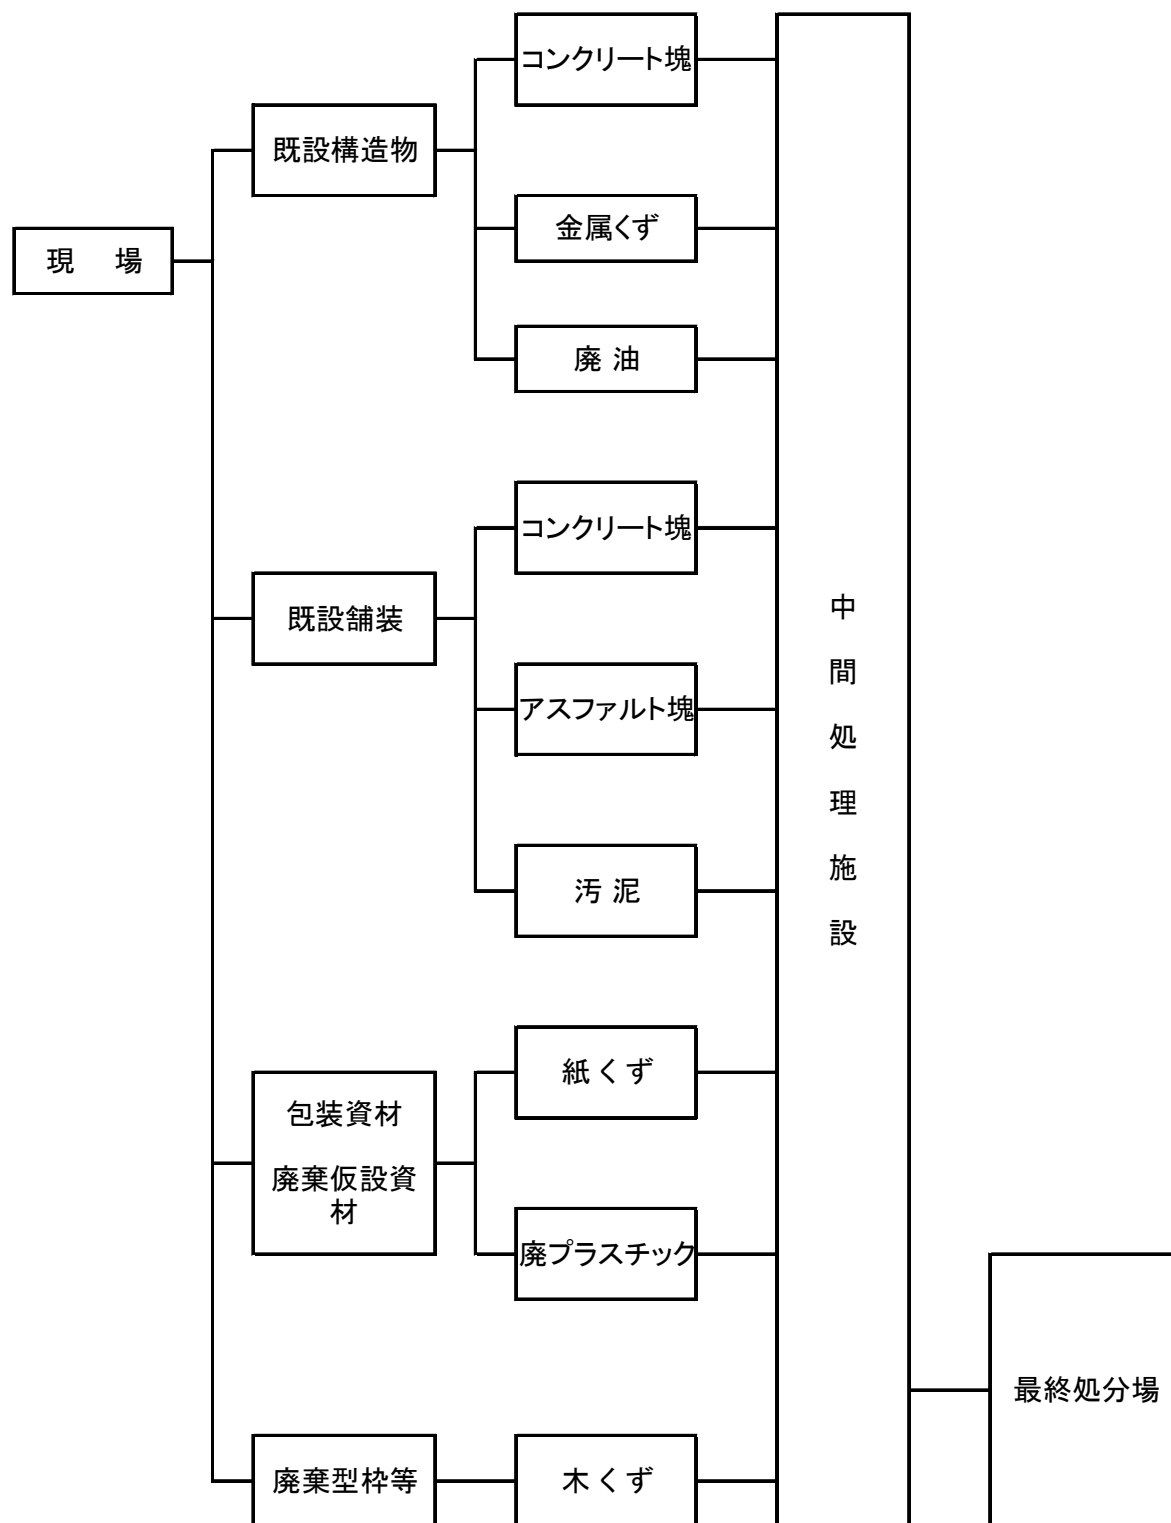 現 場
既設構造物
コンクリート塊
金属くず
廃 油
既設舗装
コンクリート塊
アスファルト塊
汚 泥
包装資材
廃棄仮設資
材
紙 く ず
廃プラスチック
廃棄型枠等
木 く ず
中
間
処
理
施
設
最終処分場